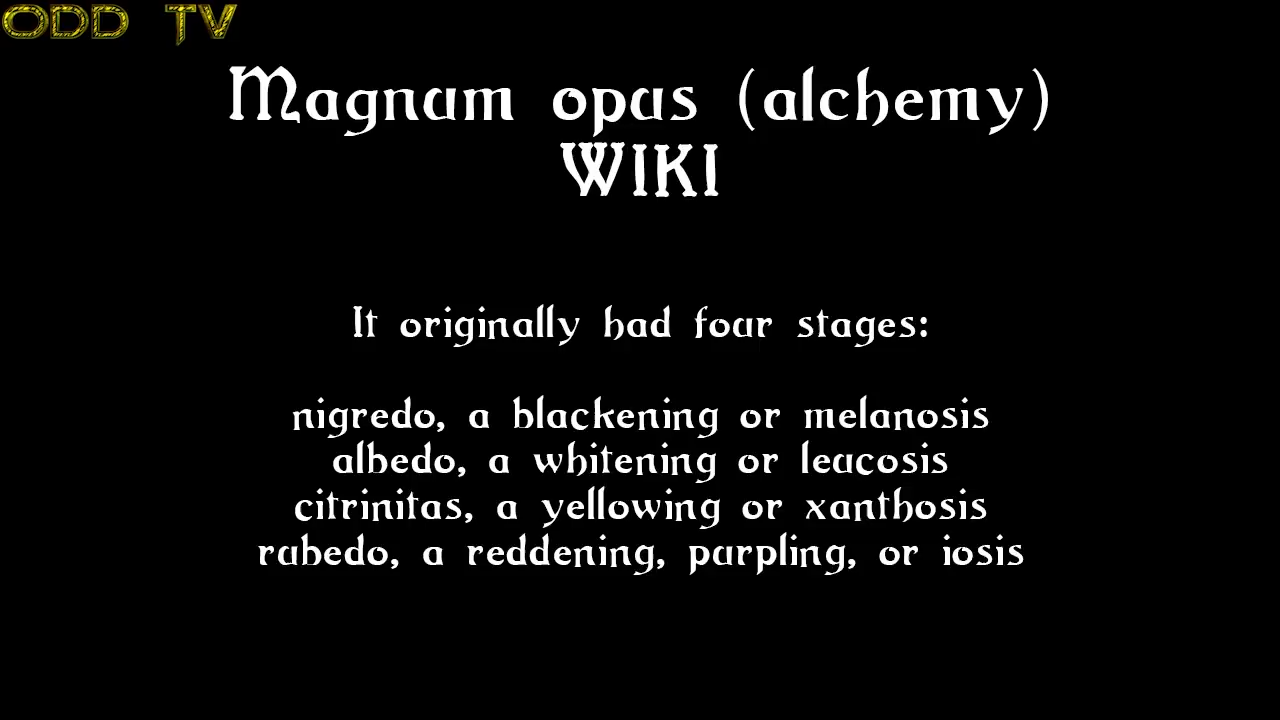 ODD TV
Magnum opus (alchemy)
WIKI
It originally had four stages:
nigredo, a blackening or melanosis
albedo, a whitening or leucosis
citrinitas, a yellowing or xanthosis
rubedo, a reddening, purpling, or iosis